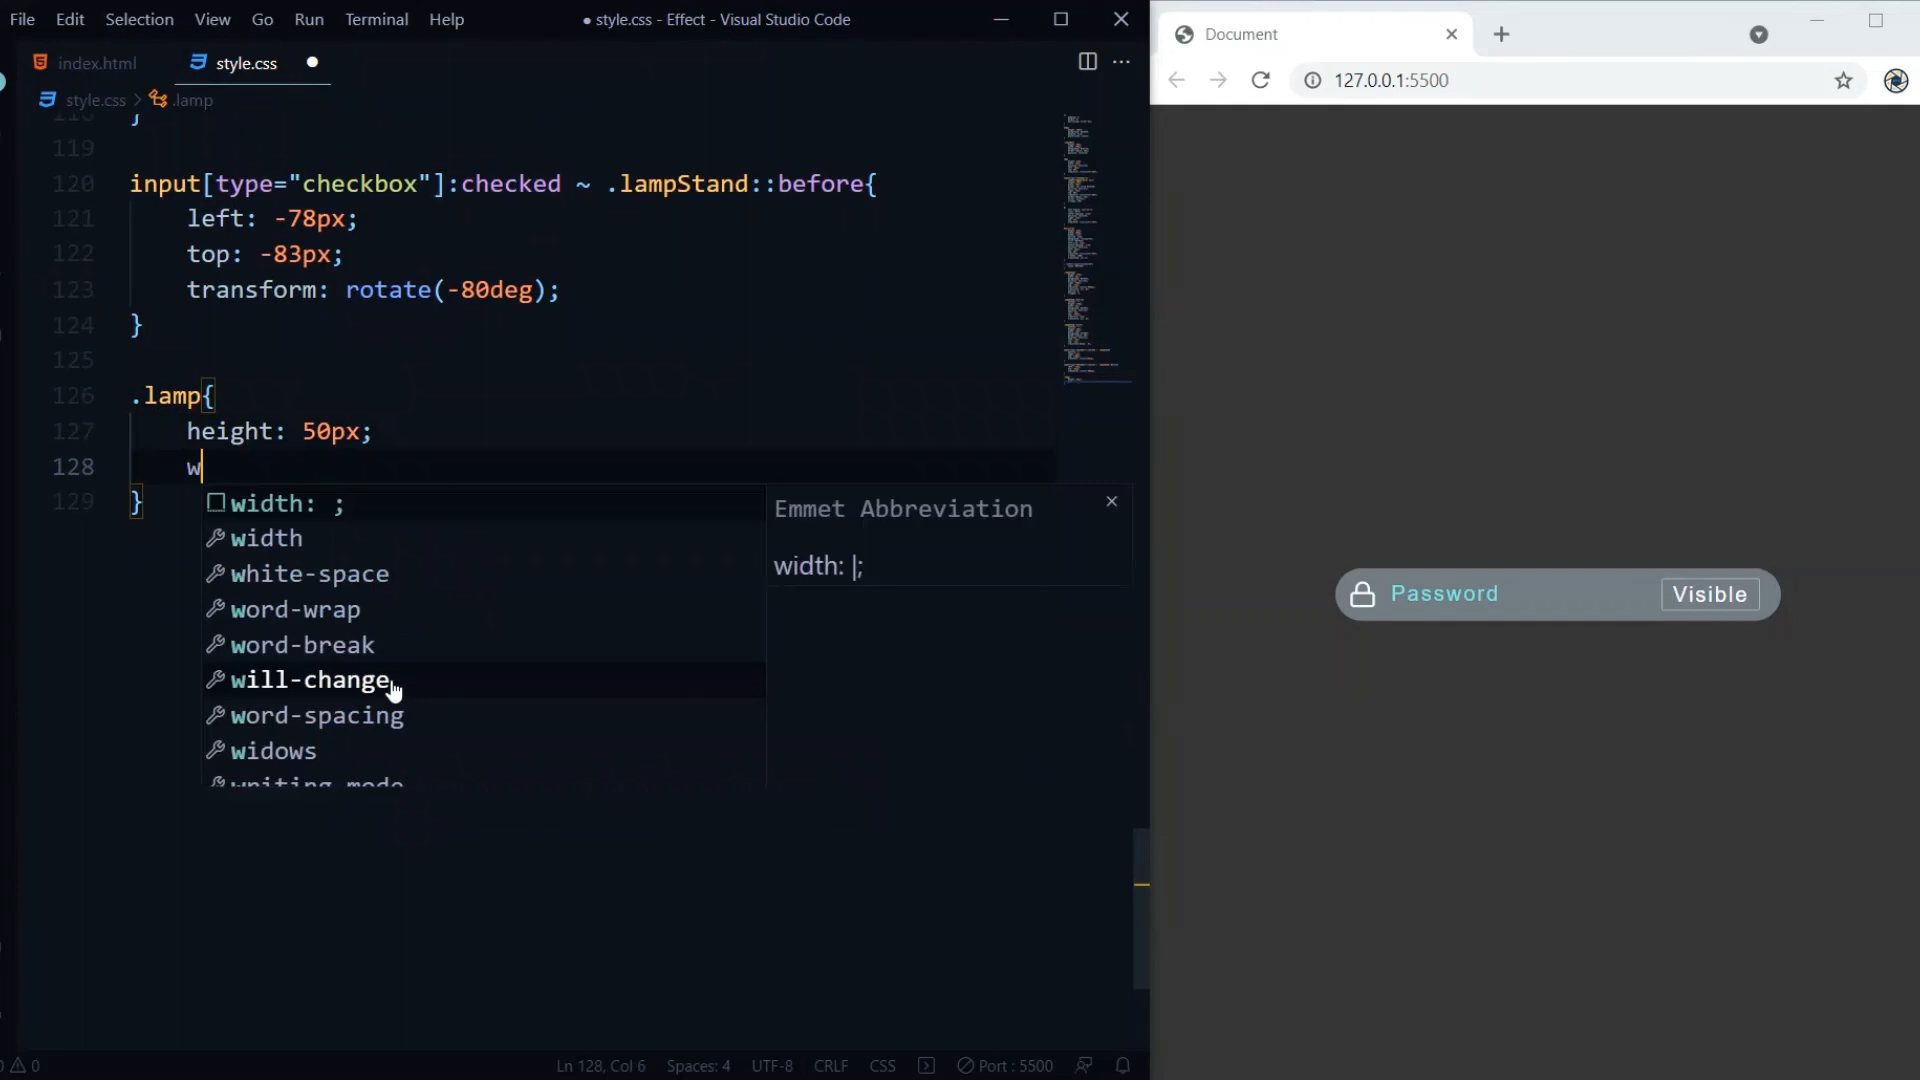 File Edit Selection View Go Run Terminal Help
● style.css - Effect - Visual Studio Code
index.html
style.css
style.css > .lamp
118 }
119
120 input[type="checkbox"]:checked ~ .lampStand::before{
121 left: -78px;
122 top: -83px;
123 transform: rotate(-80deg);
124 }
125
126 .lamp{
127 height: 50px;
128 w
129 }
width: ;
width
white-space
word-wrap
word-break
will-change
word-spacing
widows
writing-mode
Emmet Abbreviation
width: |;
0
Ln 128, Col 6 Spaces: 4 UTF-8 CRLF CSS Port : 5500
Document
127.0.0.1:5500
Password
Visible